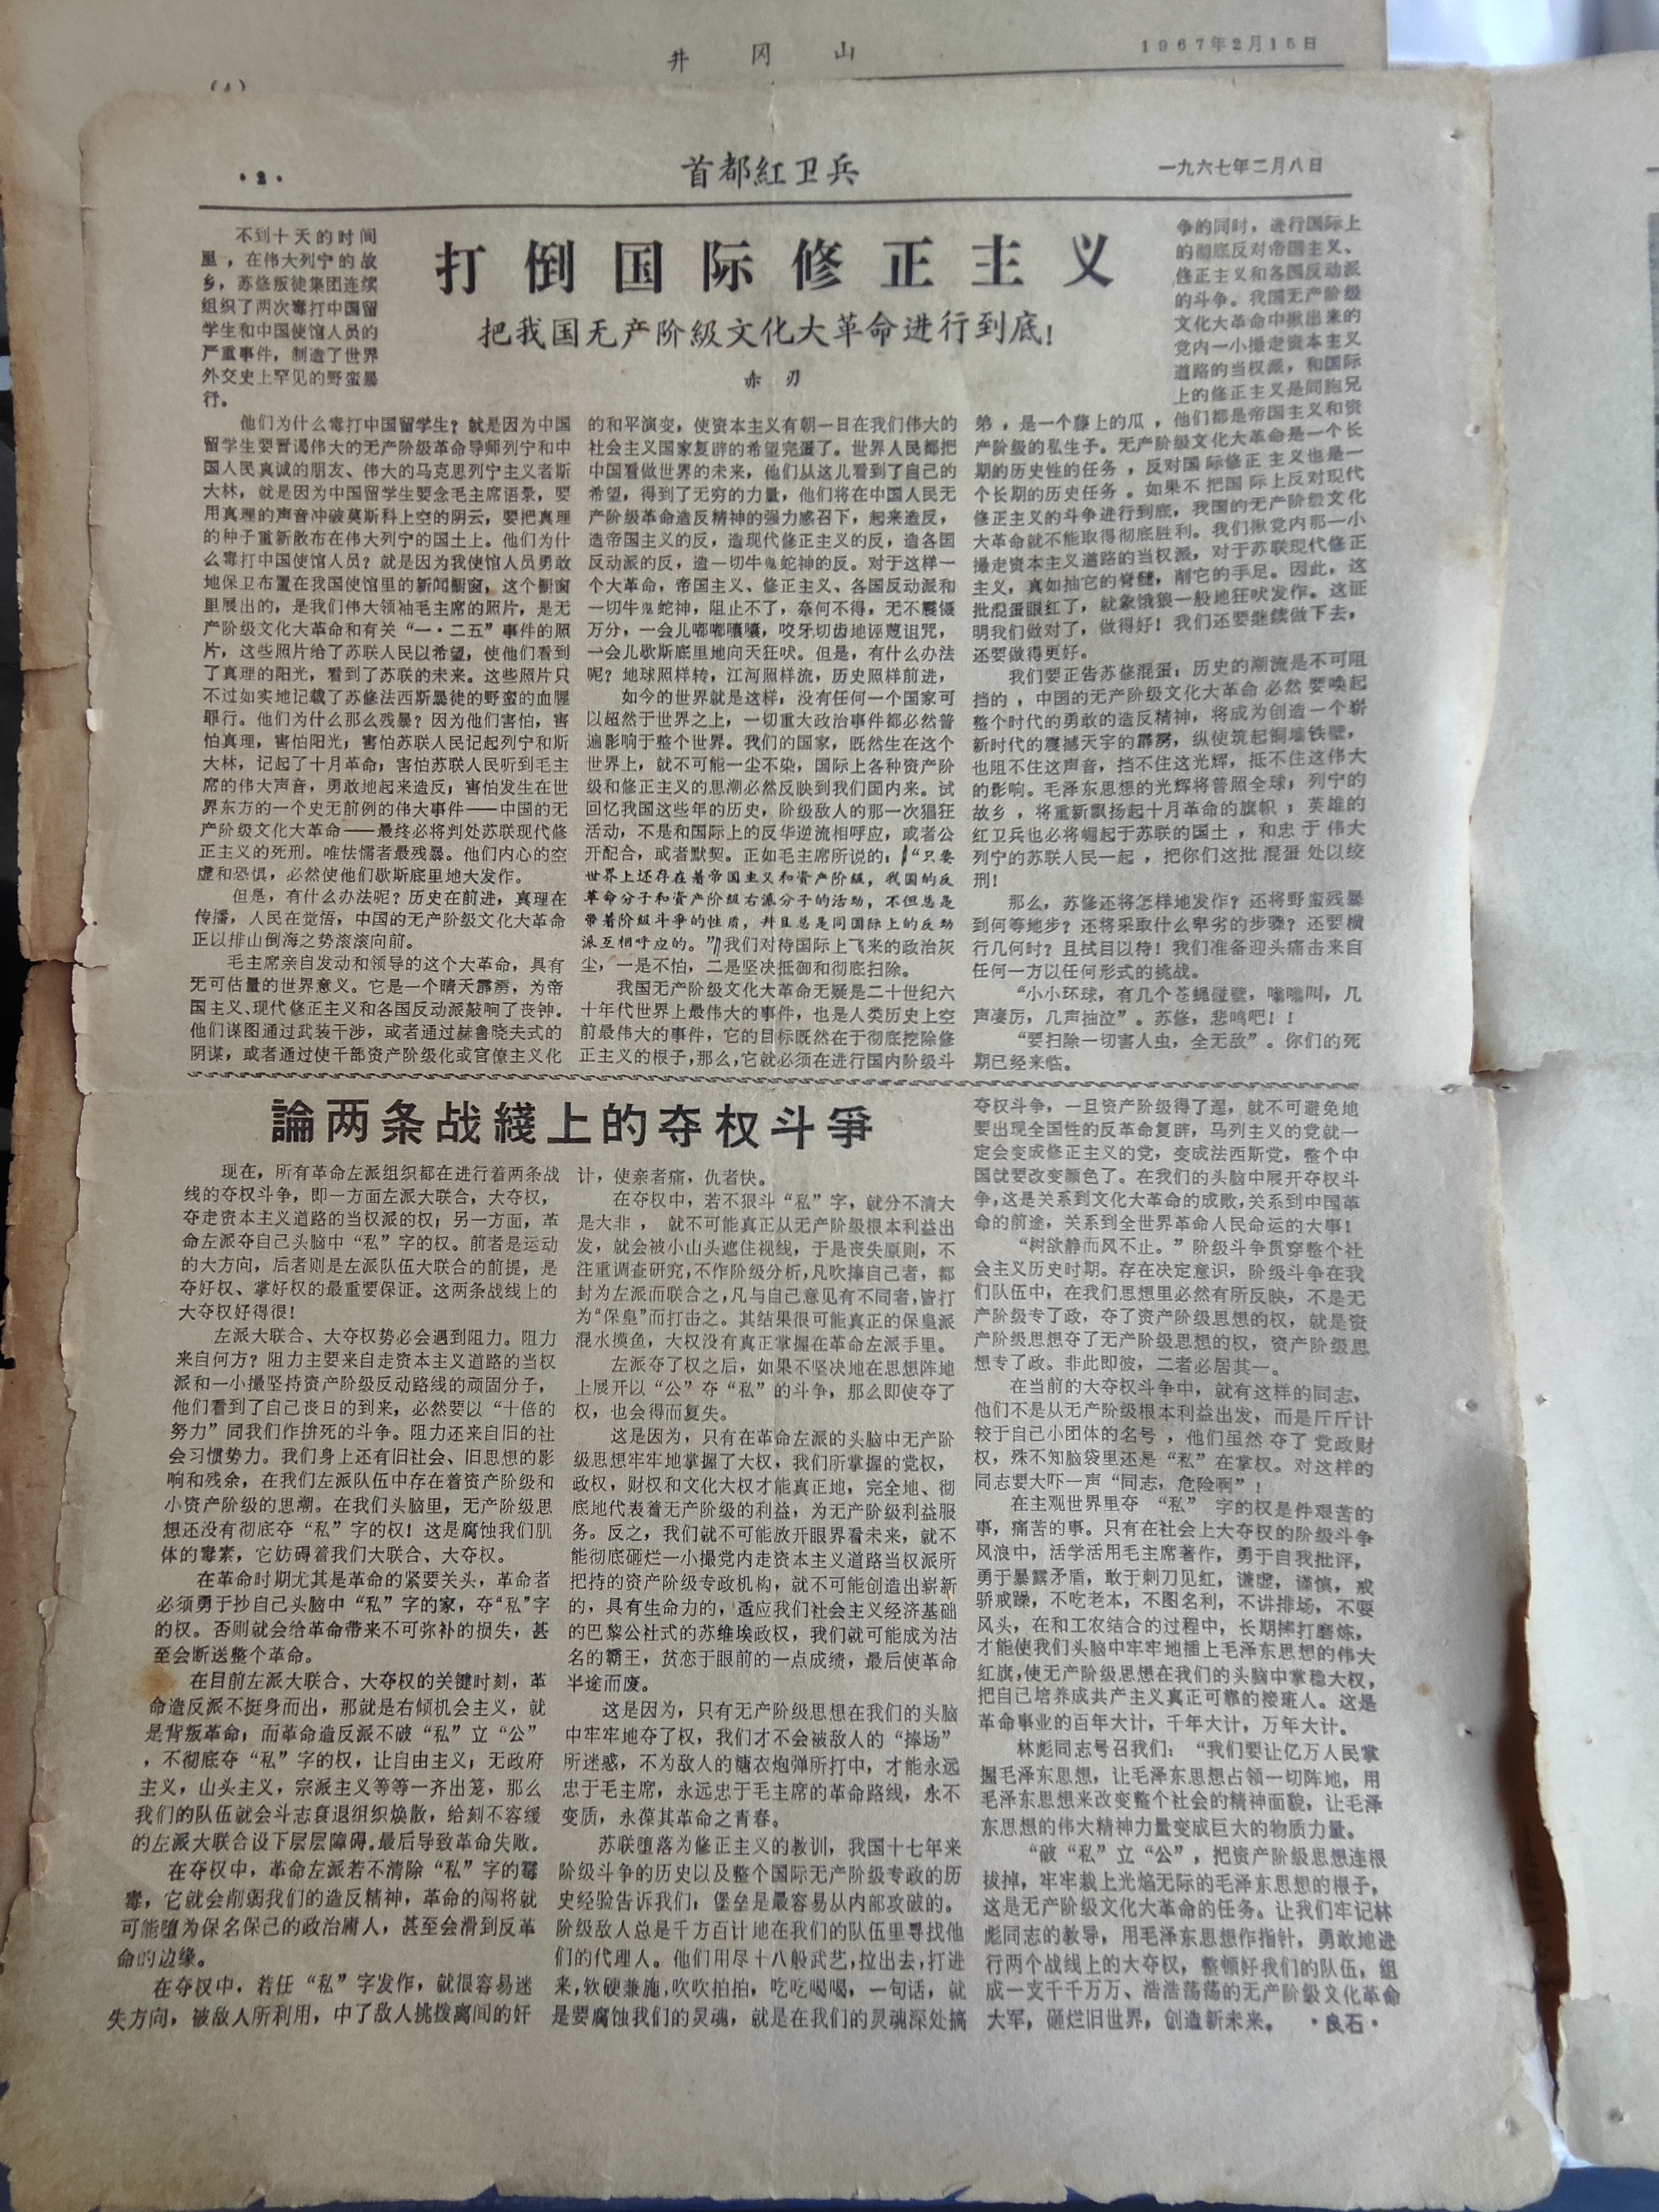 井冈山
1967年2月15日
(4)
·2·
首都紅卫兵
一九六七年二月八日
打倒国际修正主义
把我国无产阶級文化大革命进行到底!
赤刃
不到十天的时间
里，在伟大列宁的故
乡，苏修叛徒集团连续
组织了两次毒打中国留
学生和中国使馆人员的
严重事件，制造了世界
外交史上罕见的野蛮暴
行。
他们为什么毒打中国留学生？就是因为中国
留学生要晋谒伟大的无产阶级革命导师列宁和中
国人民真诚的朋友、伟大的马克思列宁主义者斯
大林，就是因为中国留学生要念毛主席语录，要
用真理的声音冲破莫斯科上空的阴云，要把真理
的种子重新散布在伟大列宁的国土上。他们为什
么毒打中国使馆人员？就是因为我使馆人员勇敢
地保卫布置在我国使馆里的新闻橱窗，这个橱窗
里展出的，是我们伟大领袖毛主席的照片，是无
产阶级文化大革命和有关“一·二五”事件的照
片，这些照片给了苏联人民以希望，使他们看到
了真理的阳光，看到了苏联的未来。这些照片只
不过如实地记载了苏修法西斯暴徒的野蛮的血腥
罪行。他们为什么那么残暴？因为他们害怕，害
怕真理，害怕阳光；害怕苏联人民记起列宁和斯
大林，记起了十月革命；害怕苏联人民听到毛主
席的伟大声音，勇敢地起来造反；害怕发生在世
界东方的一个史无前例的伟大事件——中国的无
产阶级文化大革命——最终必将判处苏联现代修
正主义的死刑。唯怯懦者最残暴。他们内心的空
虚和恐惧，必然使他们歇斯底里地大发作。
但是，有什么办法呢？历史在前进，真理在
传播，人民在觉悟，中国的无产阶级文化大革命
正以排山倒海之势滚滚向前。
毛主席亲自发动和领导的这个大革命，具有
无可估量的世界意义。它是一个晴天霹雳，为帝
国主义、现代修正主义和各国反动派敲响了丧钟。
他们谋图通过武装干涉，或者通过赫鲁晓夫式的
阴谋，或者通过使干部资产阶级化或官僚主义化
的和平演变，使资本主义有朝一日在我们伟大的
社会主义国家复辟的希望完蛋了。世界人民都把
中国看做世界的未来，他们从这儿看到了自己的
希望，得到了无穷的力量，他们将在中国人民无
产阶级革命造反精神的强力感召下，起来造反，
造帝国主义的反，造现代修正主义的反，造各国
反动派的反，造一切牛鬼蛇神的反。对于这样一
个大革命，帝国主义、修正主义、各国反动派和
一切牛鬼蛇神，阻止不了，奈何不得，无不震慑
万分，一会儿嘟嘟囔囔，咬牙切齿地诬蔑诅咒，
一会儿歇斯底里地向天狂吠。但是，有什么办法
呢？地球照样转，江河照样流，历史照样前进，
如今的世界就是这样，没有任何一个国家可
以超然于世界之上，一切重大政治事件都必然普
遍影响于整个世界。我们的国家，既然生在这个
世界上，就不可能一尘不染，国际上各种资产阶
级和修正主义的思潮必然反映到我们国内来。试
回忆我国这些年的历史，阶级敌人的那一次猖狂
活动，不是和国际上的反华逆流相呼应，或者公
开配合，或者默契。正如毛主席所说的：“只要
世界上还存在着帝国主义和资产阶级，我国的反
革命分子和资产阶级右派分子的活动，不但总是
带着阶级斗争的性质，并且总是同国际上的反动
派互相呼应的。”我们对待国际上飞来的政治灰
尘，一是不怕，二是坚决抵御和彻底扫除。
我国无产阶级文化大革命无疑是二十世纪六
十年代世界上最伟大的事件，也是人类历史上空
前最伟大的事件，它的目标既然在于彻底挖除修
正主义的根子，那么，它就必须在进行国内阶级斗
争的同时，进行国际上
的彻底反对帝国主义、
修正主义和各国反动派
的斗争。我国无产阶级
文化大革命中揪出来的
党内一小撮走资本主义
道路的当权派，和国际
上的修正主义是同胞兄
弟，是一个藤上的瓜，他们都是帝国主义和资
产阶级的私生子。无产阶级文化大革命是一个长
期的历史性的任务，反对国际修正主义也是一
个长期的历史任务。如果不把国际上反对现代
修正主义的斗争进行到底，我国的无产阶级文化
大革命就不能取得彻底胜利。我们揪党内那一小
撮走资本主义道路的当权派，对于苏联现代修正
主义，真如抽它的脊髓，削它的手足。因此，这
批混蛋眼红了，就象饿狼一般地狂吠发作。这证
明我们做对了，做得好！我们还要继续做下去，
还要做得更好。
我们要正告苏修混蛋：历史的潮流是不可阻
挡的，中国的无产阶级文化大革命必然要唤起
整个时代的勇敢的造反精神，将成为创造一个崭
新时代的震撼天宇的霹雳，纵使筑起铜墙铁壁，
也阻不住这声音，挡不住这光辉，抵不住这伟大
的影响。毛泽东思想的光辉将普照全球；列宁的
故乡，将重新飘扬起十月革命的旗帜；英雄的
红卫兵也必将崛起于苏联的国土，和忠于伟大
列宁的苏联人民一起，把你们这批混蛋处以绞
刑！
那么，苏修还将怎样地发作？还将野蛮残暴
到何等地步？还将采取什么卑劣的步骤？还要横
行几何时？且拭目以待！我们准备迎头痛击来自
任何一方以任何形式的挑战。
“小小环球，有几个苍蝇碰壁，嗡嗡叫，几
声凄厉，几声抽泣”。苏修，悲鸣吧！！
“要扫除一切害人虫，全无敌”。你们的死
期已经来临。
論两条战綫上的夺权斗爭
现在，所有革命左派组织都在进行着两条战
线的夺权斗争，即一方面左派大联合，大夺权，
夺走资本主义道路的当权派的权；另一方面，革
命左派夺自己头脑中“私”字的权。前者是运动
的大方向，后者则是左派队伍大联合的前提，是
夺好权、掌好权的最重要保证。这两条战线上的
大夺权好得很！
左派大联合、大夺权势必会遇到阻力。阻力
来自何方？阻力主要来自走资本主义道路的当权
派和一小撮坚持资产阶级反动路线的顽固分子，
他们看到了自己丧日的到来，必然要以“十倍的
努力”同我们作拚死的斗争。阻力还来自旧的社
会习惯势力。我们身上还有旧社会、旧思想的影
响和残余，在我们左派队伍中存在着资产阶级和
小资产阶级的思潮。在我们头脑里，无产阶级思
想还没有彻底夺“私”字的权！这是腐蚀我们肌
体的毒素，它妨碍着我们大联合、大夺权。
在革命时期尤其是革命的紧要关头，革命者
必须勇于抄自己头脑中“私”字的家，夺“私”字
的权。否则就会给革命带来不可弥补的损失，甚
至会断送整个革命。
在目前左派大联合、大夺权的关键时刻，革
命造反派不挺身而出，那就是右倾机会主义，就
是背叛革命；而革命造反派不破“私”立“公”
，不彻底夺“私”字的权，让自由主义；无政府
主义，山头主义，宗派主义等等一齐出笼，那么
我们的队伍就会斗志衰退组织焕散，给刻不容缓
的左派大联合设下层层障碍。最后导致革命失败。
在夺权中，革命左派若不清除“私”字的霉
毒，它就会削弱我们的造反精神，革命的闯将就
可能堕为保名保己的政治庸人，甚至会滑到反革
命的边缘。
在夺权中，若任“私”字发作，就很容易迷
失方向，被敌人所利用，中了敌人挑拨离间的奸
计，使亲者痛，仇者快。
在夺权中，若不狠斗“私”字，就分不清大
是大非，就不可能真正从无产阶级根本利益出
发，就会被小山头遮住视线，于是丧失原则，不
注重调查研究，不作阶级分析，凡吹捧自己者，都
封为左派而联合之，凡与自己意见有不同者，皆打
为“保皇”而打击之。其结果很可能真正的保皇派
混水摸鱼，大权没有真正掌握在革命左派手里。
左派夺了权之后，如果不坚决地在思想阵地
上展开以“公”夺“私”的斗争，那么即使夺了
权，也会得而复失。
这是因为，只有在革命左派的头脑中无产阶
级思想牢牢地掌握了大权，我们所掌握的党权，
政权，财权和文化大权才能真正地，完全地、彻
底地代表着无产阶级的利益，为无产阶级利益服
务。反之，我们就不可能放开眼界看未来，就不
能彻底砸烂一小撮党内走资本主义道路当权派所
把持的资产阶级专政机构，就不可能创造出崭新
的，具有生命力的，适应我们社会主义经济基础
的巴黎公社式的苏维埃政权，我们就可能成为沽
名的霸王，贫恋于眼前的一点成绩，最后使革命
半途而废。
这是因为，只有无产阶级思想在我们的头脑
中牢牢地夺了权，我们才不会被敌人的“捧场”
所迷惑，不为敌人的糖衣炮弹所打中，才能永远
忠于毛主席，永远忠于毛主席的革命路线，永不
变质，永葆其革命之青春。
苏联堕落为修正主义的教训，我国十七年来
阶级斗争的历史以及整个国际无产阶级专政的历
史经验告诉我们：堡垒是最容易从内部攻破的。
阶级敌人总是千方百计地在我们的队伍里寻找他
们的代理人。他们用尽十八般武艺，拉出去，打进
来，软硬兼施，吹吹拍拍，吃吃喝喝，一句话，就
是要腐蚀我们的灵魂，就是在我们的灵魂深处搞
夺权斗争，一旦资产阶级得了逞，就不可避免地
要出现全国性的反革命复辟，马列主义的党就一
定会变成修正主义的党，变成法西斯党，整个中
国就要改变颜色了。在我们的头脑中展开夺权斗
争，这是关系到文化大革命的成败，关系到中国革
命的前途，关系到全世界革命人民命运的大事！
“树欲静而风不止。”阶级斗争贯穿整个社
会主义历史时期。存在决定意识，阶级斗争在我
们队伍中，在我们思想里必然有所反映，不是无
产阶级专了政，夺了资产阶级思想的权，就是资
产阶级思想夺了无产阶级思想的权，资产阶级思
想专了政。非此即彼，二者必居其一。
在当前的大夺权斗争中，就有这样的同志，
他们不是从无产阶级根本利益出发，而是斤斤计
较于自己小团体的名号，他们虽然夺了党政财
权，殊不知脑袋里还是“私”在掌权。对这样的
同志要大吓一声“同志，危险啊”！
在主观世界里夺“私”字的权是件艰苦的
事，痛苦的事。只有在社会上大夺权的阶级斗争
风浪中，活学活用毛主席著作，勇于自我批评，
勇于暴露矛盾，敢于刺刀见红，谦虚，谨慎，戒
骄戒躁，不吃老本，不图名利，不讲排场，不要
风头，在和工农结合的过程中，长期摔打磨炼，
才能使我们头脑中牢牢地插上毛泽东思想的伟大
红旗，使无产阶级思想在我们的头脑中掌稳大权，
把自己培养成共产主义真正可靠的接班人。这是
革命事业的百年大计，千年大计，万年大计。
林彪同志号召我们：“我们要让亿万人民掌
握毛泽东思想，让毛泽东思想占领一切阵地，用
毛泽东思想来改变整个社会的精神面貌，让毛泽
东思想的伟大精神力量变成巨大的物质力量。
“破“私”立“公”，把资产阶级思想连根
拔掉，牢牢栽上光焰无际的毛泽东思想的根子，
这是无产阶级文化大革命的任务。让我们牢记林
彪同志的教导，用毛泽东思想作指针，勇敢地进
行两个战线上的大夺权，整顿好我们的队伍，组
成一支千千万万、浩浩荡荡的无产阶级文化革命
大军，砸烂旧世界，创造新未来。 ·良石·